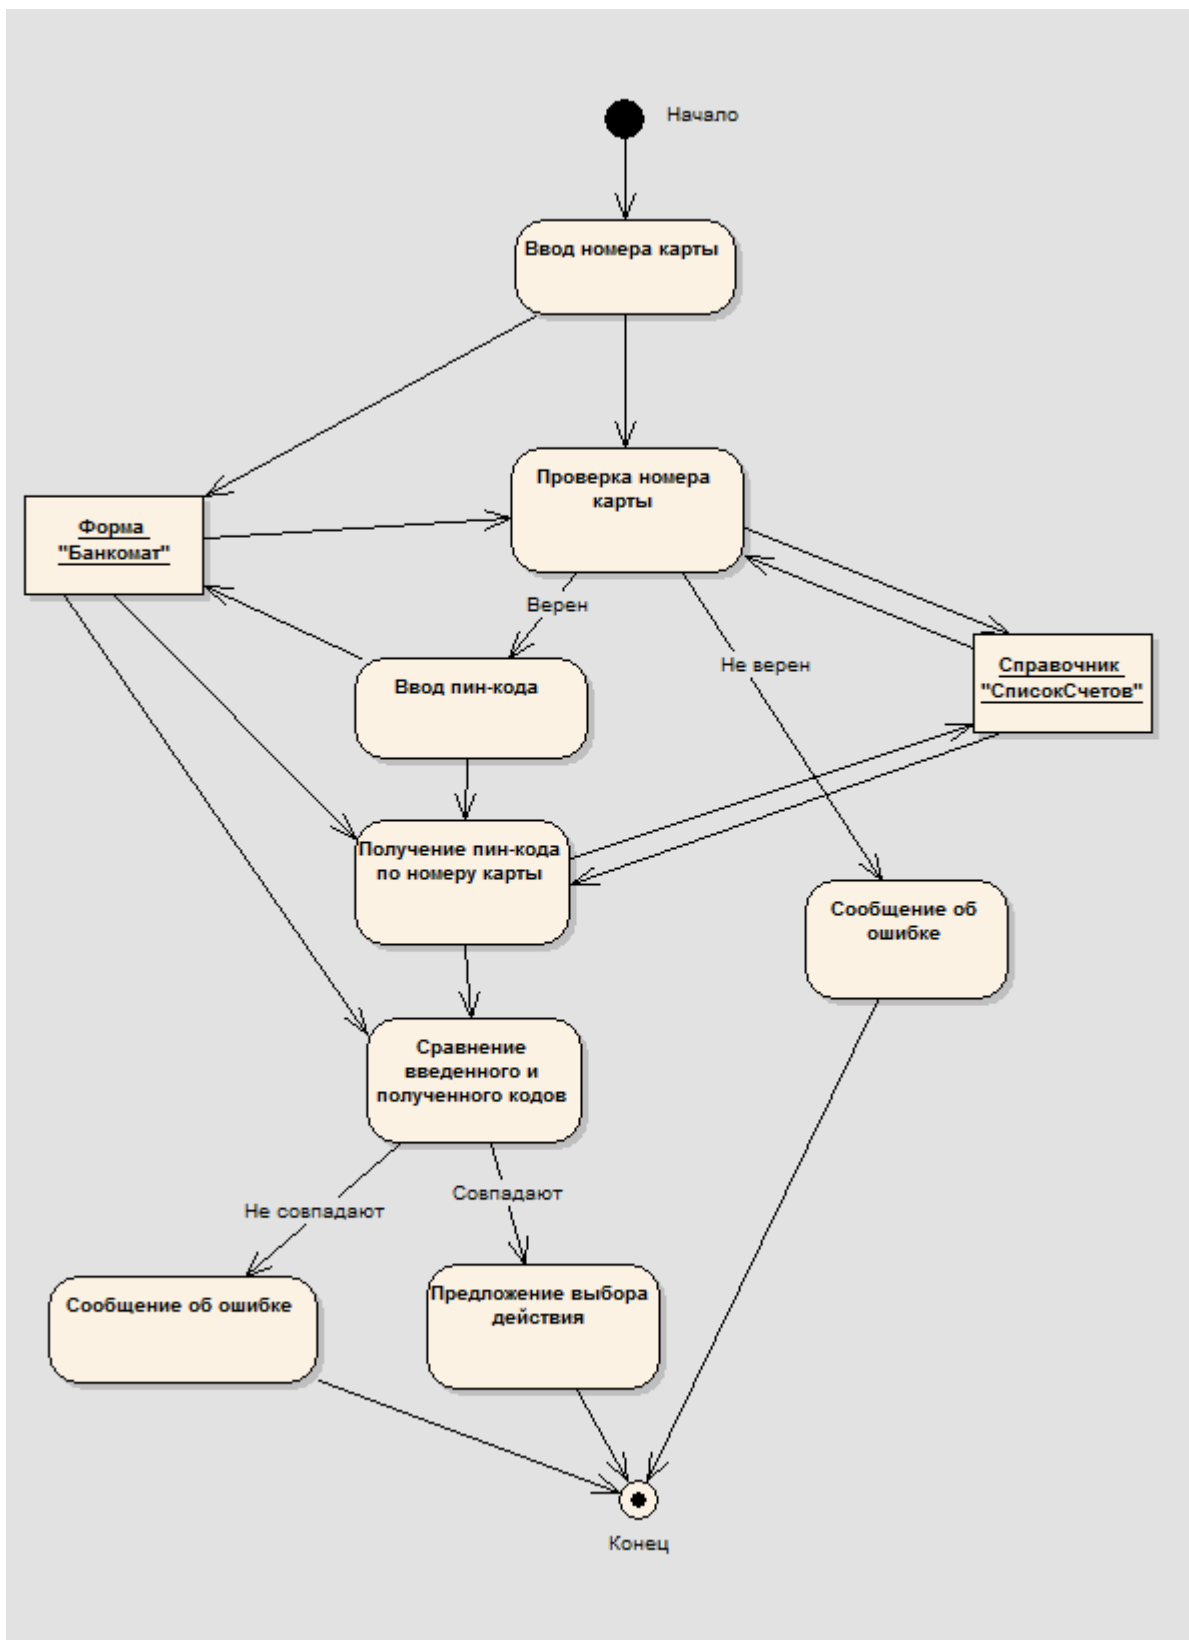 Начало
Ввод номера карты
Проверка номера
карты
Форма
"Банкомат"
Верен
Не верен
Справочник
"СписокСчетов"
Ввод пин-кода
Получение пин-кода
по номеру карты
Сообщение об
ошибке
Сравнение
введенного и
полученного кодов
Совпадают
Не совпадают
Сообщение об ошибке
Предложение выбора
действия
Конец